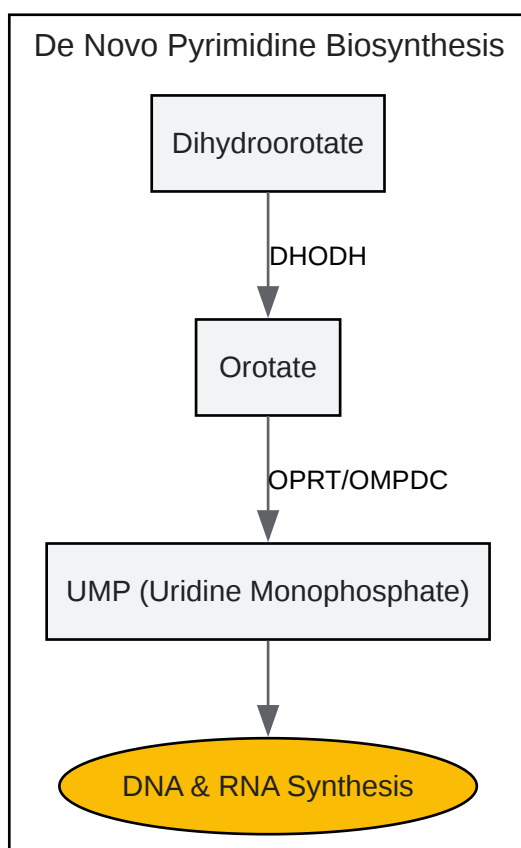 De Novo Pyrimidine Biosynthesis
Dihydroorotate
DHODH
Orotate
OPRT/OMPDC
UMP (Uridine Monophosphate)
DNA & RNA Synthesis